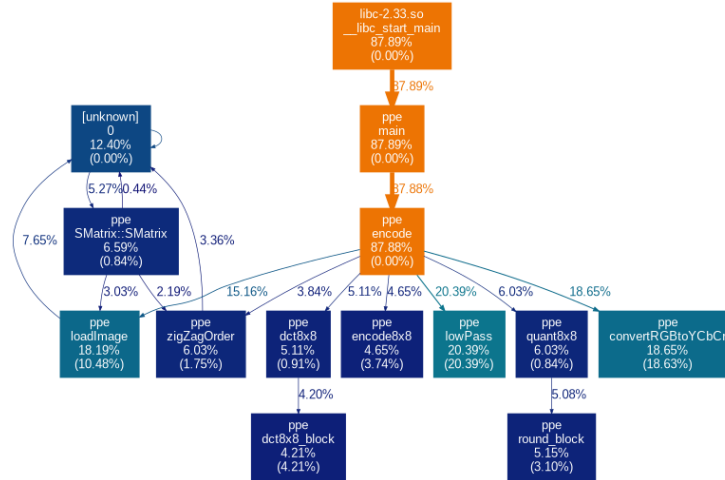 libc-2.33.so
__libc_start_main
87.89%
(0.00%)
87.89%
[unknown]
0
12.40%
(0.00%)
ppe
main
87.89%
(0.00%)
5.27%
0.44%
87.88%
7.65%
ppe
SMatrix::SMatrix
6.59%
(0.84%)
3.36%
ppe
encode
87.88%
(0.00%)
3.03%
2.19%
15.16%
3.84%
5.11%
4.65%
20.39%
6.03%
18.65%
ppe
loadImage
18.19%
(10.48%)
ppe
zigZagOrder
6.03%
(1.75%)
ppe
dct8x8
5.11%
(0.91%)
ppe
encode8x8
4.65%
(3.74%)
ppe
lowPass
20.39%
(20.39%)
ppe
quant8x8
6.03%
(0.84%)
ppe
convertRGBtoYCbCr
18.65%
(18.63%)
4.20%
5.08%
ppe
dct8x8_block
4.21%
(4.21%)
ppe
round_block
5.15%
(3.10%)